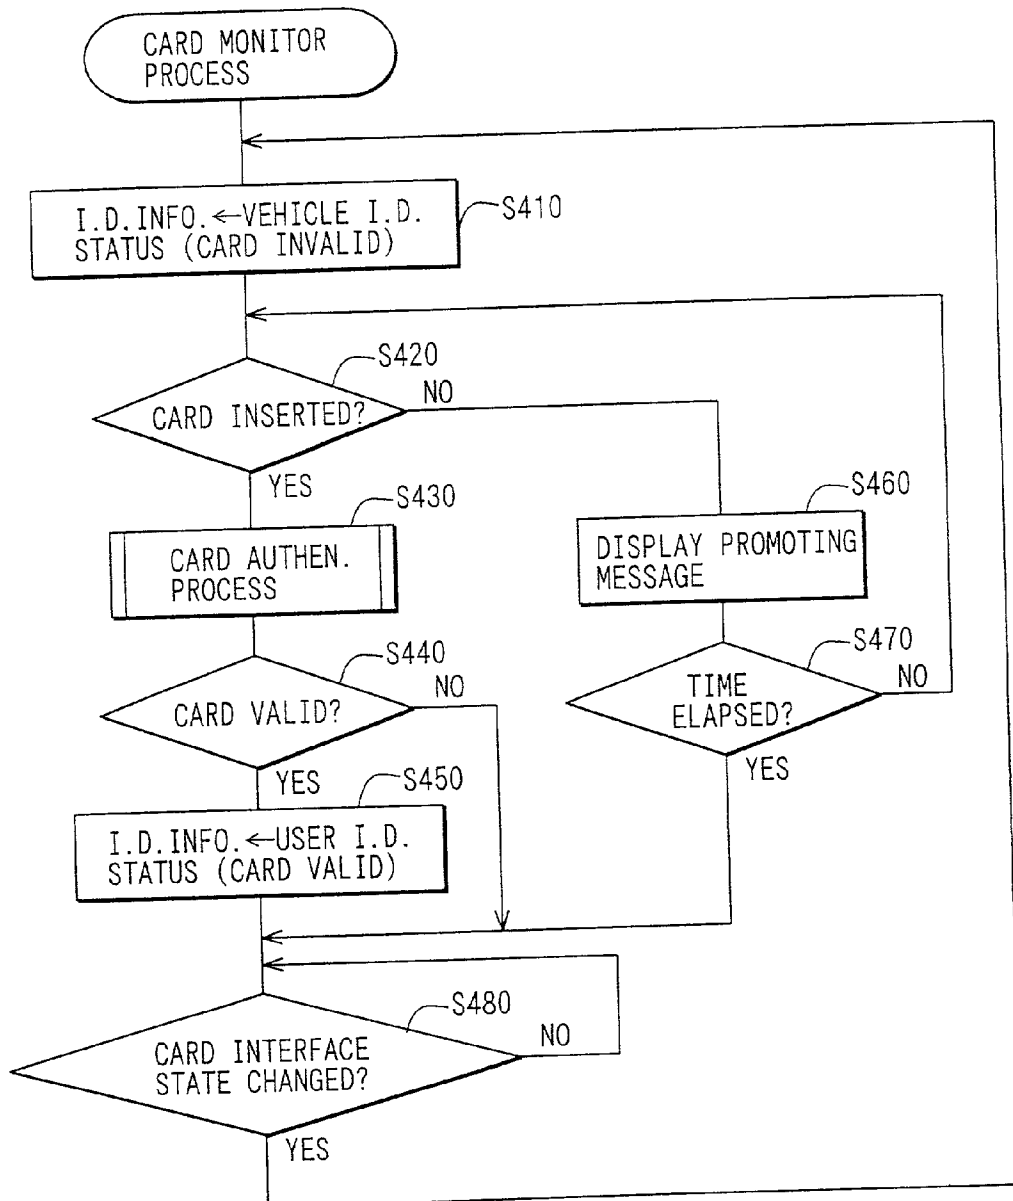 CARD MONITOR
PROCESS
I.D.INFO.←VEHICLE I.D.
STATUS (CARD INVALID)
S410
S420
CARD INSERTED?
NO
YES
S430
CARD AUTHEN.
PROCESS
S460
DISPLAY PROMOTING
MESSAGE
S440
CARD VALID?
NO
YES
S470
TIME
ELAPSED?
NO
YES
S450
I.D.INFO.←USER I.D.
STATUS (CARD VALID)
S480
CARD INTERFACE
STATE CHANGED?
NO
YES